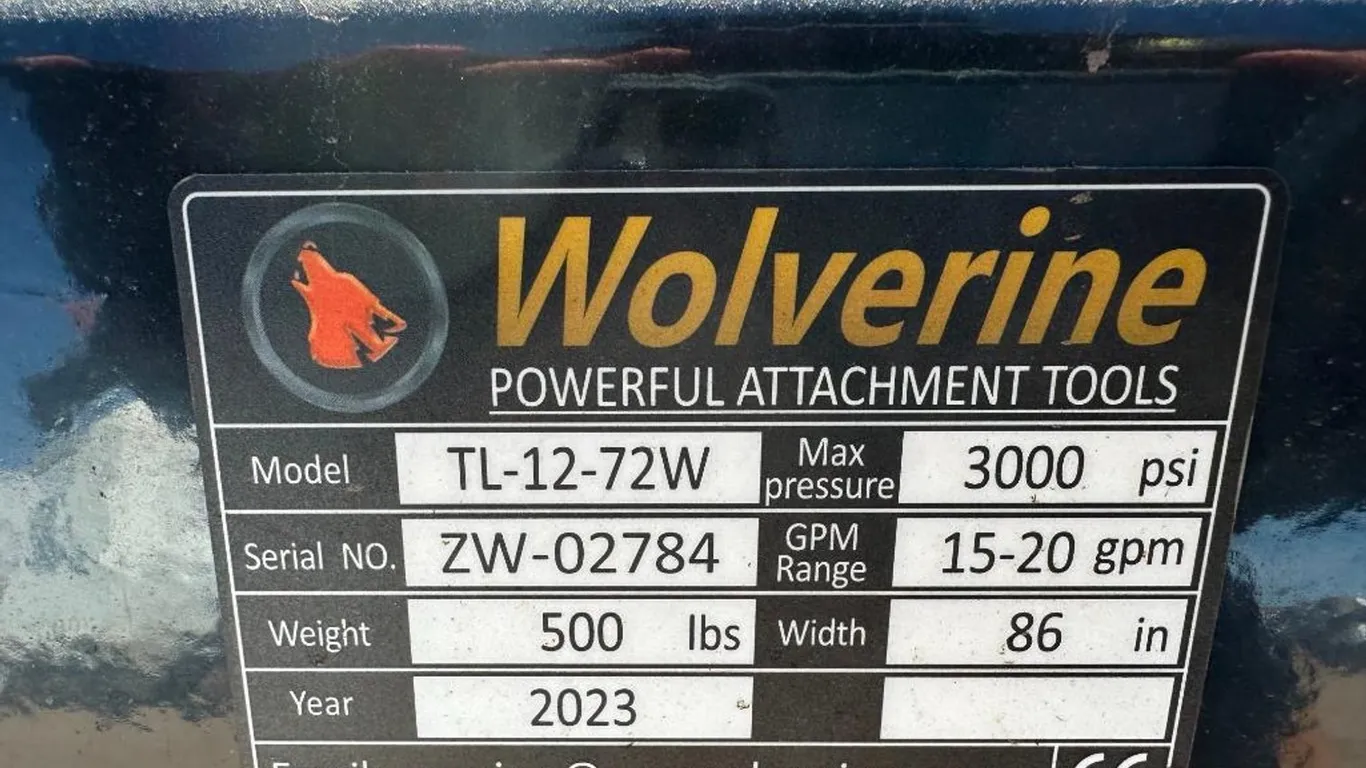 Wolverine
POWERFUL ATTACHMENT TOOLS
Model TL-12-72W Max pressure 3000 psi
Serial NO. ZW-02784 GPM Range 15-20 gpm
Weight 500 lbs Width 86 in
Year 2023